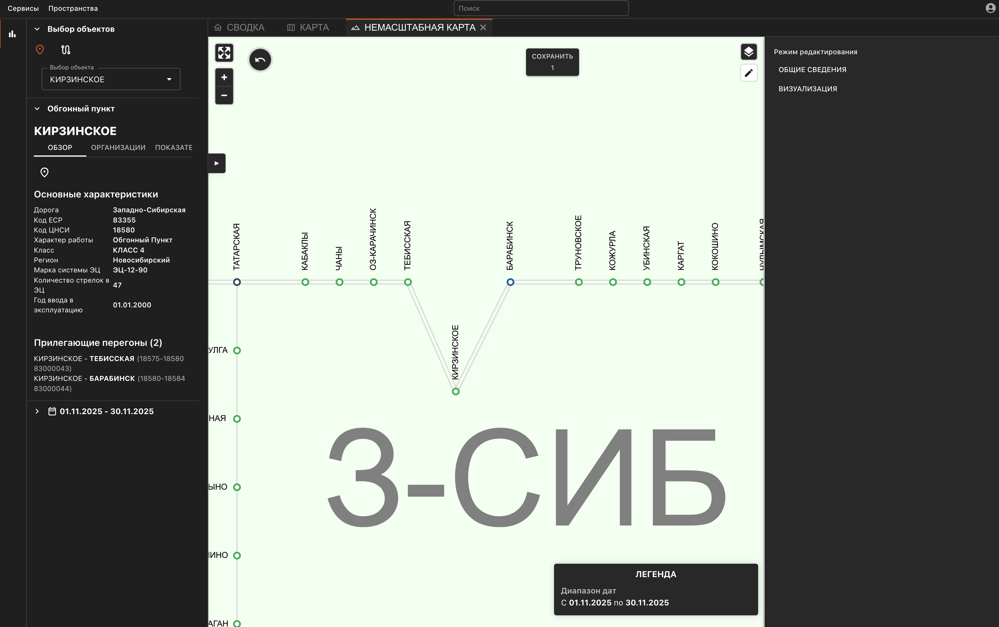 Сервисы Пространства
Поиск
Выбор объектов
Выбор объекта
КИРЗИНСКОЕ
Обгонный пункт
КИРЗИНСКОЕ
ОБЗОР ОРГАНИЗАЦИИ ПОКАЗАТЕ
Основные характеристики
Дорога Западно-Сибирская
Код ЕСР 83355
Код ЦНСИ 18580
Характер работы Обгонный Пункт
Класс КЛАСС 4
Регион Новосибирский
Марка системы ЭЦ ЭЦ-12-90
Количество стрелок в
ЭЦ
47
Год ввода в
эксплуатацию
01.01.2000
Прилегающие перегоны (2)
КИРЗИНСКОЕ - ТЕБИССКАЯ (18575-18580
83000043)
КИРЗИНСКОЕ - БАРАБИНСК (18580-18584
83000044)
01.11.2025 - 30.11.2025
СВОДКА
КАРТА
НЕМАСШТАБНАЯ КАРТА
СОХРАНИТЬ
1
ТАТАРСКАЯ
КАБАКЛЫ
ЧАНЫ
ОЗ-КАРАЧИНСК
ТЕБИССКАЯ
БАРАБИНСК
ТРУНОВСКОЕ
КОЖУРЛА
УБИНСКАЯ
КАРГАТ
КОКОШИНО
КИРЗИНСКОЕ
УЛГА
НАЯ
ЫНО
ИНО
АГАН
З-СИБ
ЛЕГЕНДА
Диапазон дат
С 01.11.2025 по 30.11.2025
Режим редактирования
ОБЩИЕ СВЕДЕНИЯ
ВИЗУАЛИЗАЦИЯ